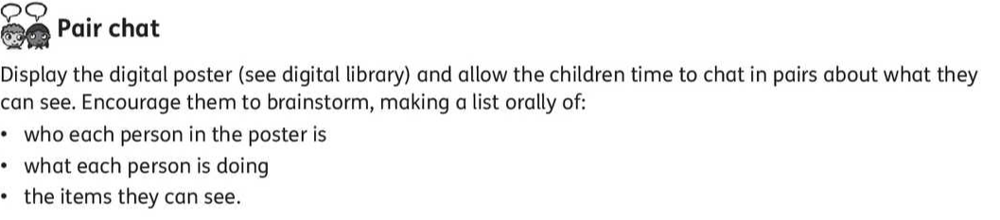 Pair chat
Display the digital poster (see digital library) and allow the children time to chat in pairs about what they
can see. Encourage them to brainstorm, making a list orally of:
• who each person in the poster is
• what each person is doing
• the items they can see.